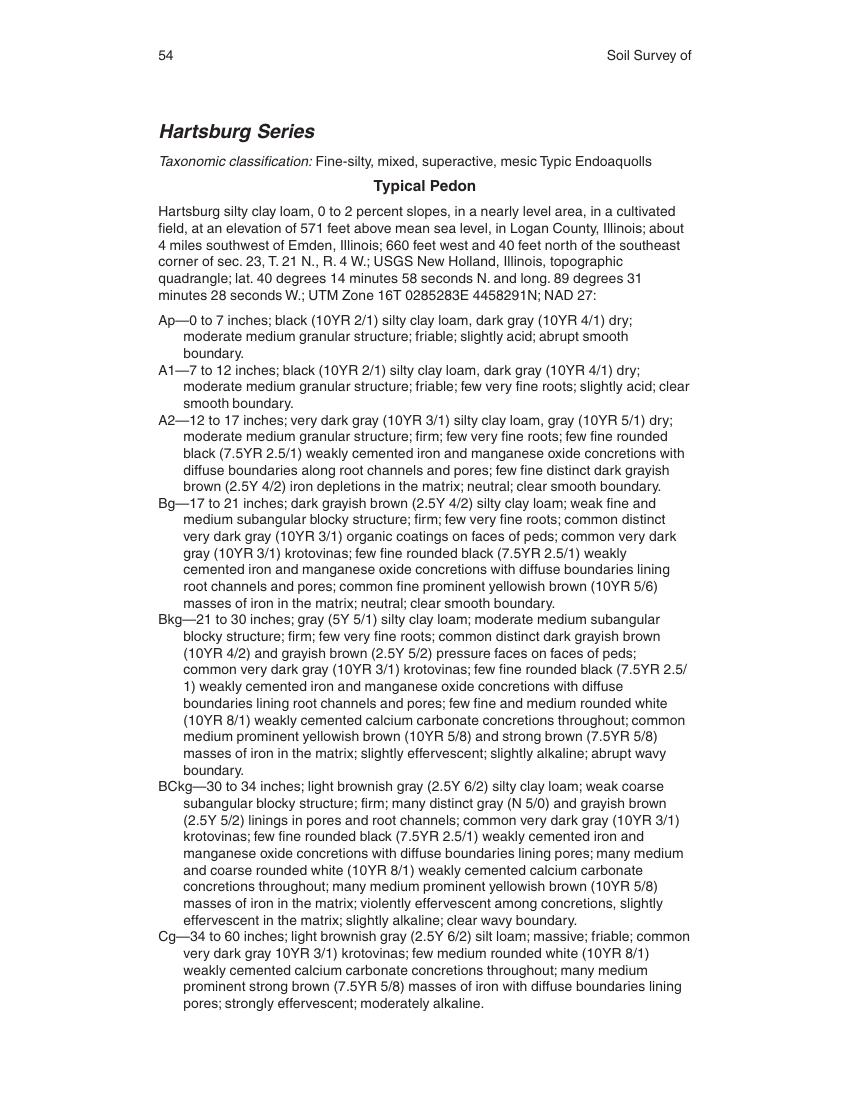 54
Soil Survey of
Hartsburg Series
Taxonomic classification: Fine-silty, mixed, superactive, mesic Typic Endoaquolls
Typical Pedon
Hartsburg silty clay loam, 0 to 2 percent slopes, in a nearly level area, in a cultivated
field, at an elevation of 571 feet above mean sea level, in Logan County, Illinois; about
4 miles southwest of Emden, Illinois; 660 feet west and 40 feet north of the southeast
corner of sec. 23, T. 21 N., R. 4 W.; USGS New Holland, Illinois, topographic
quadrangle; lat. 40 degrees 14 minutes 58 seconds N. and long. 89 degrees 31
minutes 28 seconds W.; UTM Zone 16T 0285283E 4458291N; NAD 27:
Ap—0 to 7 inches; black (10YR 2/1) silty clay loam, dark gray (10YR 4/1) dry;
moderate medium granular structure; friable; slightly acid; abrupt smooth
boundary.
A1—7 to 12 inches; black (10YR 2/1) silty clay loam, dark gray (10YR 4/1) dry;
moderate medium granular structure; friable; few very fine roots; slightly acid; clear
smooth boundary.
A2—12 to 17 inches; very dark gray (10YR 3/1) silty clay loam, gray (10YR 5/1) dry;
moderate medium granular structure; firm; few very fine roots; few fine rounded
black (7.5YR 2.5/1) weakly cemented iron and manganese oxide concretions with
diffuse boundaries along root channels and pores; few fine distinct dark grayish
brown (2.5Y 4/2) iron depletions in the matrix; neutral; clear smooth boundary.
Bg—17 to 21 inches; dark grayish brown (2.5Y 4/2) silty clay loam; weak fine and
medium subangular blocky structure; firm; few very fine roots; common distinct
very dark gray (10YR 3/1) organic coatings on faces of peds; common very dark
gray (10YR 3/1) krotovinas; few fine rounded black (7.5YR 2.5/1) weakly
cemented iron and manganese oxide concretions with diffuse boundaries lining
root channels and pores; common fine prominent yellowish brown (10YR 5/6)
masses of iron in the matrix; neutral; clear smooth boundary.
Bkg—21 to 30 inches; gray (5Y 5/1) silty clay loam; moderate medium subangular
blocky structure; firm; few very fine roots; common distinct dark grayish brown
(10YR 4/2) and grayish brown (2.5Y 5/2) pressure faces on faces of peds;
common very dark gray (10YR 3/1) krotovinas; few fine rounded black (7.5YR 2.5/
1) weakly cemented iron and manganese oxide concretions with diffuse
boundaries lining root channels and pores; few fine and medium rounded white
(10YR 8/1) weakly cemented calcium carbonate concretions throughout; common
medium prominent yellowish brown (10YR 5/8) and strong brown (7.5YR 5/8)
masses of iron in the matrix; slightly effervescent; slightly alkaline; abrupt wavy
boundary.
BCkg—30 to 34 inches; light brownish gray (2.5Y 6/2) silty clay loam; weak coarse
subangular blocky structure; firm; many distinct gray (N 5/0) and grayish brown
(2.5Y 5/2) linings in pores and root channels; common very dark gray (10YR 3/1)
krotovinas; few fine rounded black (7.5YR 2.5/1) weakly cemented iron and
manganese oxide concretions with diffuse boundaries lining pores; many medium
and coarse rounded white (10YR 8/1) weakly cemented calcium carbonate
concretions throughout; many medium prominent yellowish brown (10YR 5/8)
masses of iron in the matrix; violently effervescent among concretions, slightly
effervescent in the matrix; slightly alkaline; clear wavy boundary.
Cg—34 to 60 inches; light brownish gray (2.5Y 6/2) silt loam; massive; friable; common
very dark gray 10YR 3/1) krotovinas; few medium rounded white (10YR 8/1)
weakly cemented calcium carbonate concretions throughout; many medium
prominent strong brown (7.5YR 5/8) masses of iron with diffuse boundaries lining
pores; strongly effervescent; moderately alkaline.